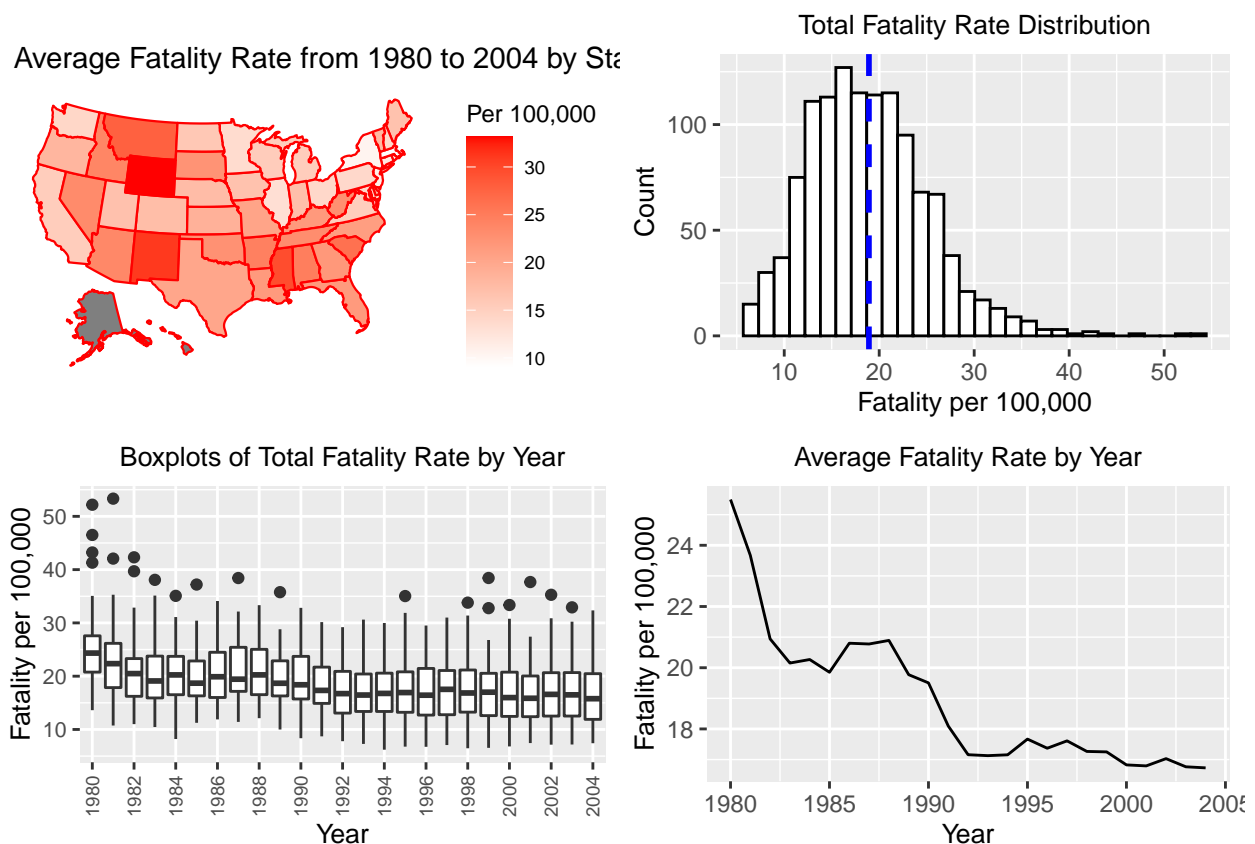 Average Fatality Rate from 1980 to 2004 by Sta
Per 100,000
30
25
20
15
10
Total Fatality Rate Distribution
Count
100
50
0
10 20 30 40 50
Fatality per 100,000
Boxplots of Total Fatality Rate by Year
Fatality per 100,000
50
40
30
20
10
1980 1982 1984 1986 1988 1990 1992 1994 1996 1998 2000 2002 2004
Year
Average Fatality Rate by Year
Fatality per 100,000
24
22
20
18
1980 1985 1990 1995 2000 2005
Year